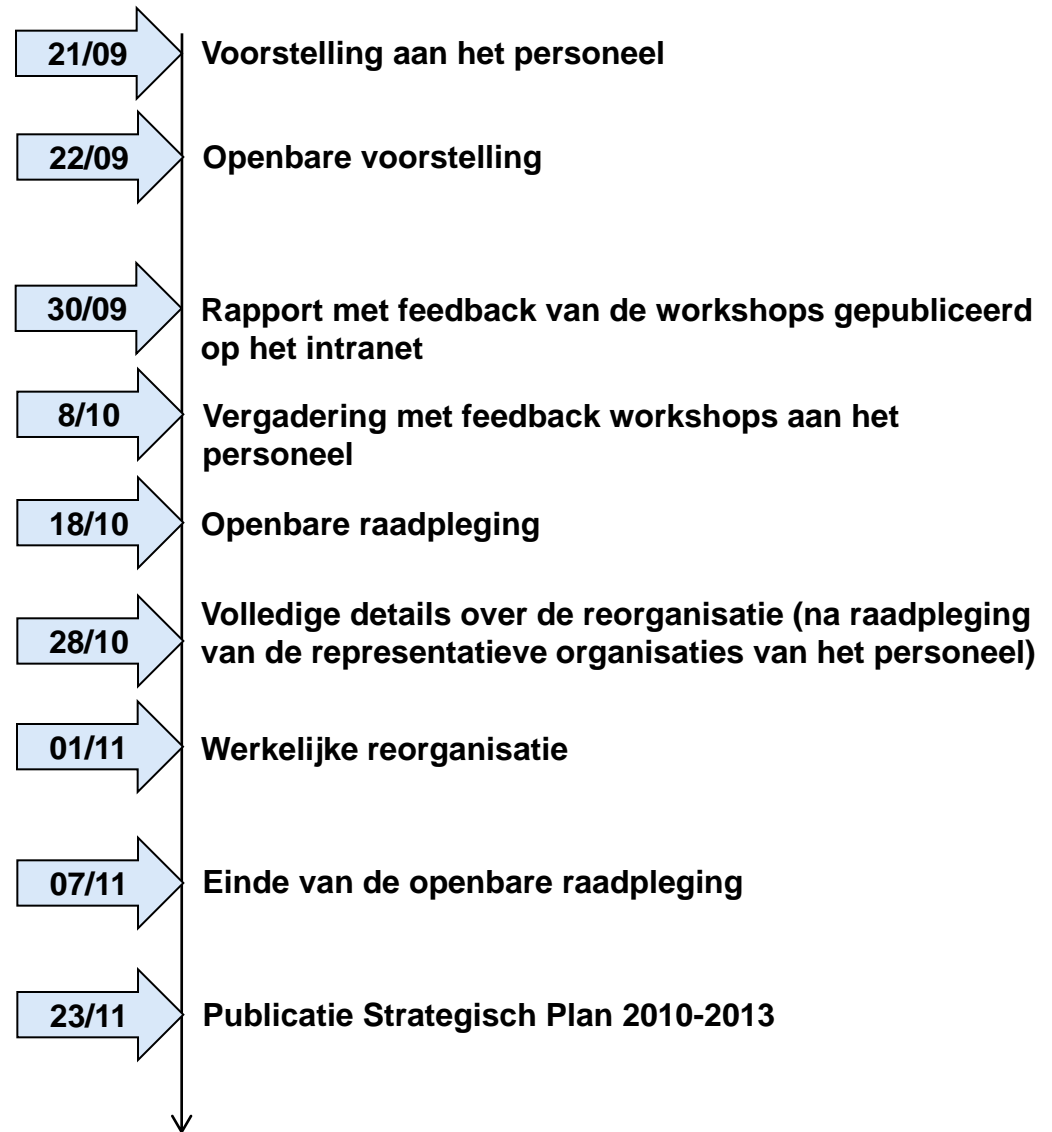 21/09 Voorstelling aan het personeel
22/09 Openbare voorstelling
30/09 Rapport met feedback van de workshops gepubliceerd
op het intranet
8/10 Vergadering met feedback workshops aan het
personeel
18/10 Openbare raadpleging
Volledige details over de reorganisatie (na raadpleging
28/10 van de representatieve organisaties van het personeel)
01/11 Werkelijke reorganisatie
07/11 Einde van de openbare raadpleging
23/11 Publicatie Strategisch Plan 2010-2013